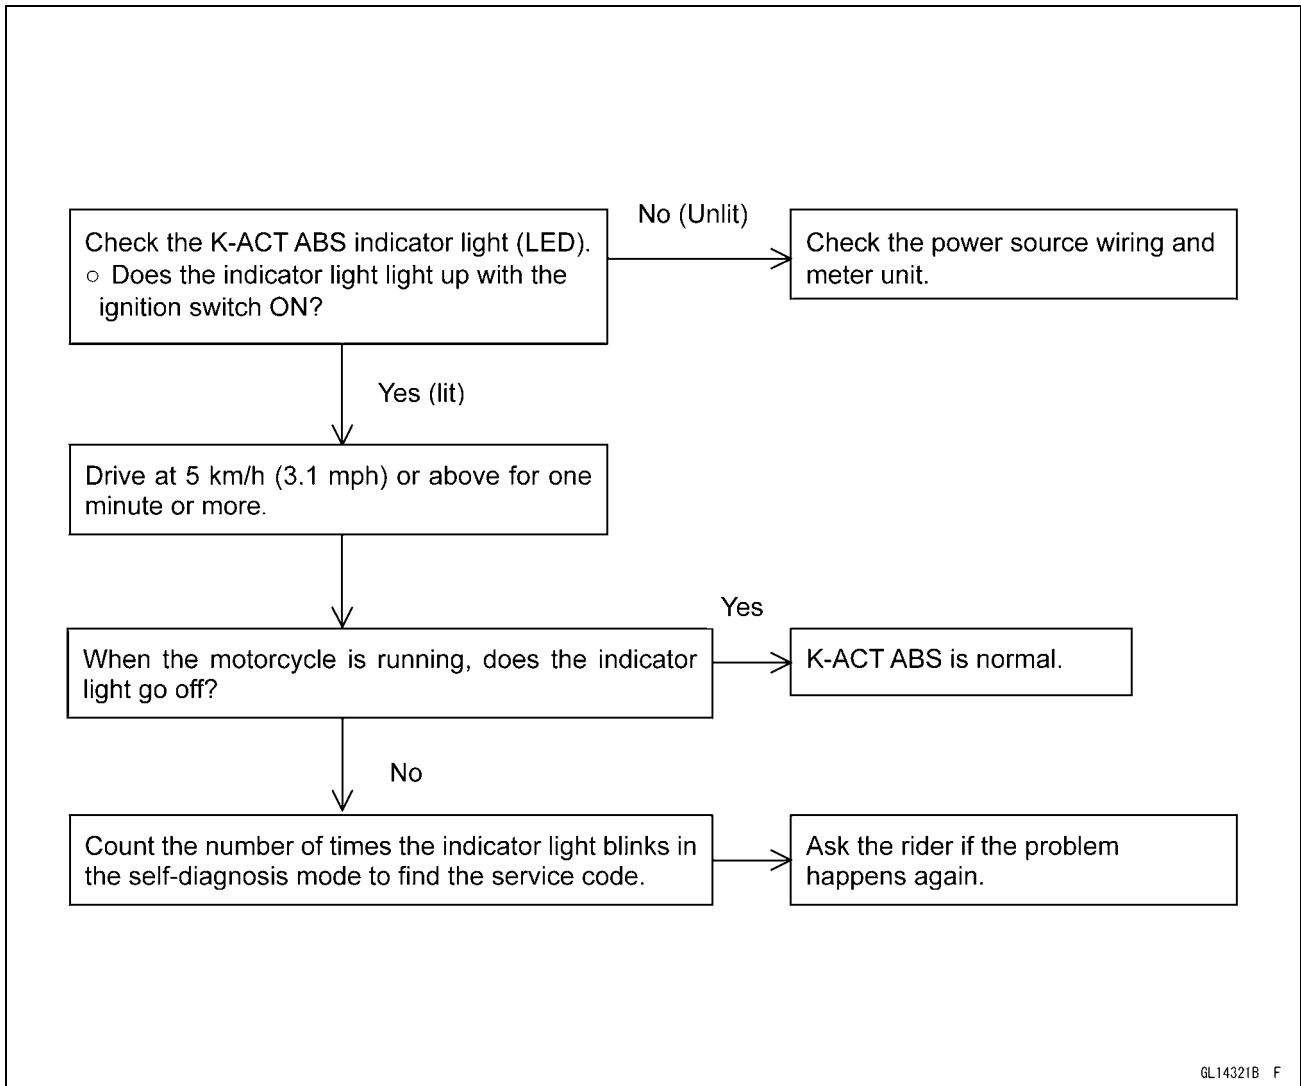 Check the K-ACT ABS indicator light (LED).
○ Does the indicator light light up with the
ignition switch ON?
No (Unlit)
Check the power source wiring and
meter unit.
Yes (lit)
Drive at 5 km/h (3.1 mph) or above for one
minute or more.
When the motorcycle is running, does the indicator
light go off?
Yes
K-ACT ABS is normal.
No
Count the number of times the indicator light blinks in
the self-diagnosis mode to find the service code.
Ask the rider if the problem
happens again.
GL14321B F